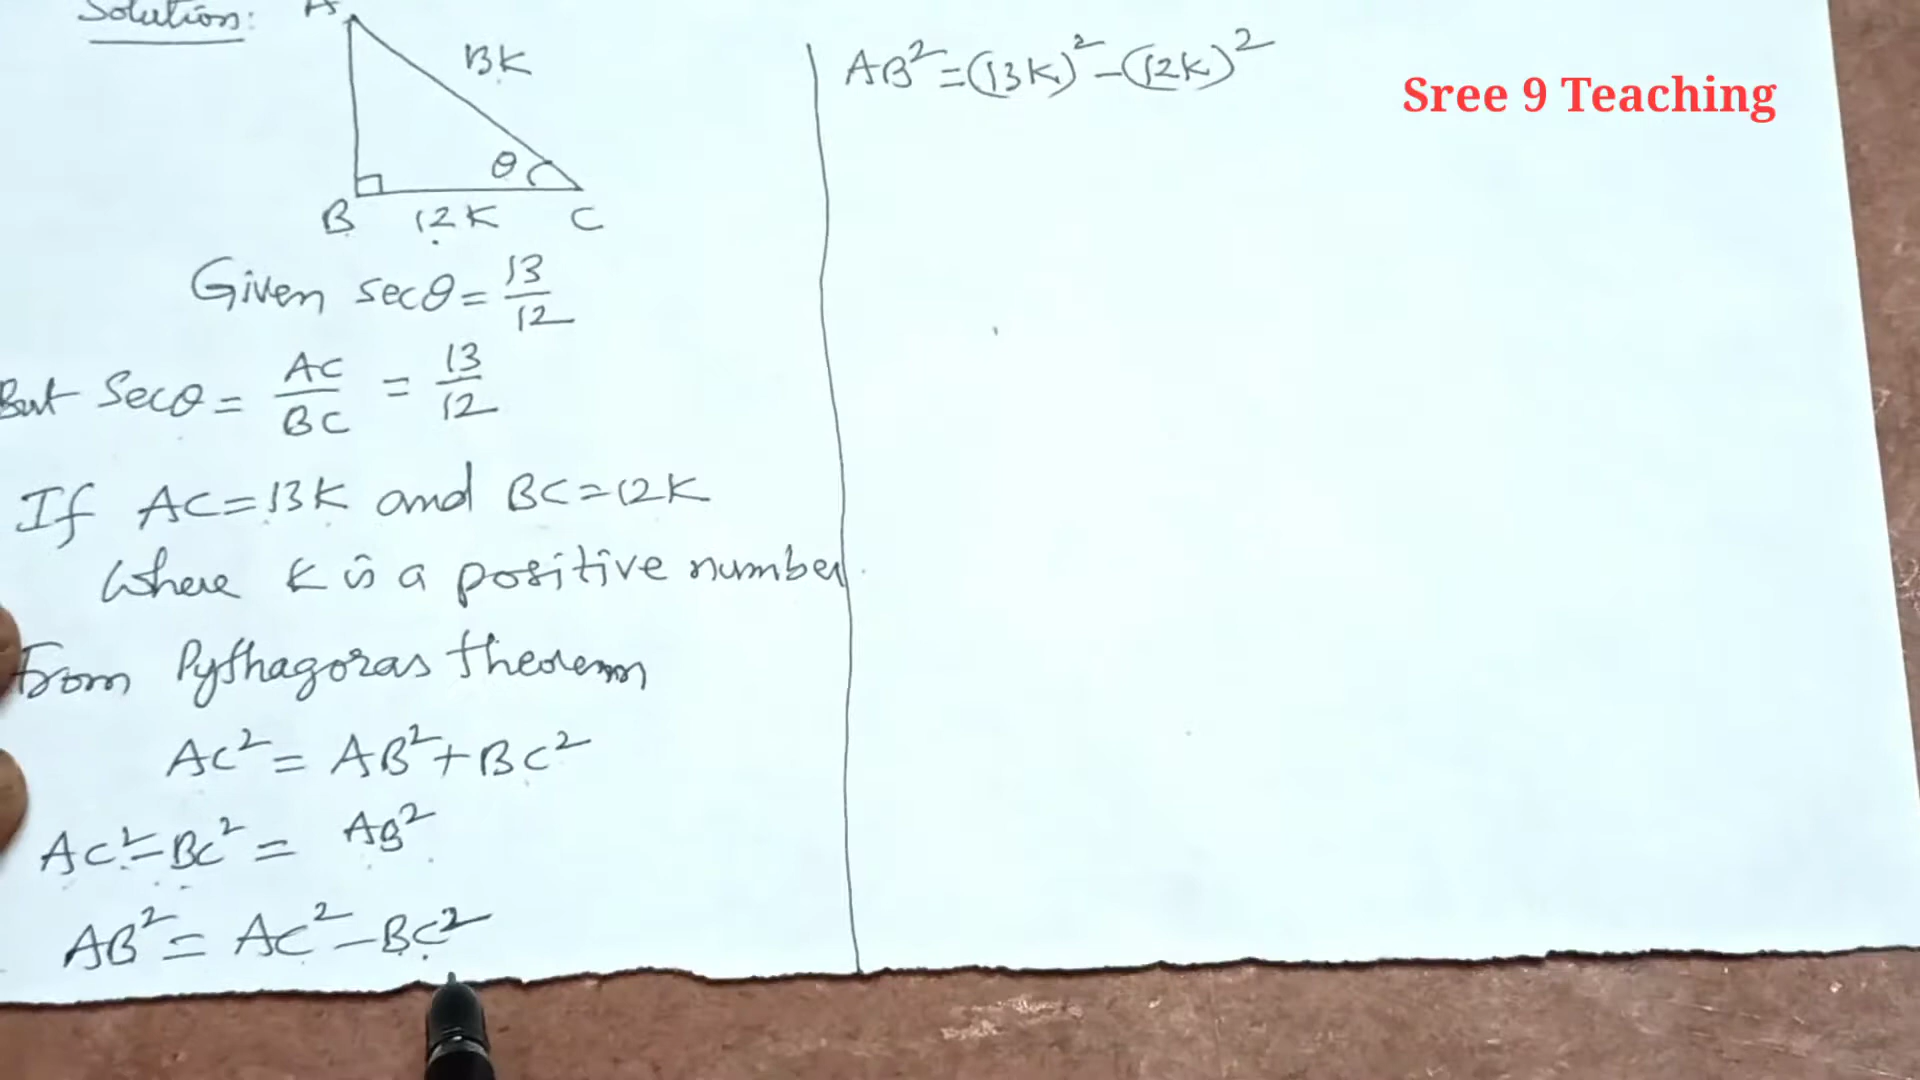 Solution:
A
13K
θ
B 12K C
Given secθ = 13/12
But Secθ = AC/BC = 13/12
If AC=13K and BC=12K
Where K is a positive number
From Pythagoras theorem
AC² = AB²+BC²
AC²-BC² = AB²
AB² = AC²-BC²
AB²=(13K)²-(12K)²
Sree 9 Teaching